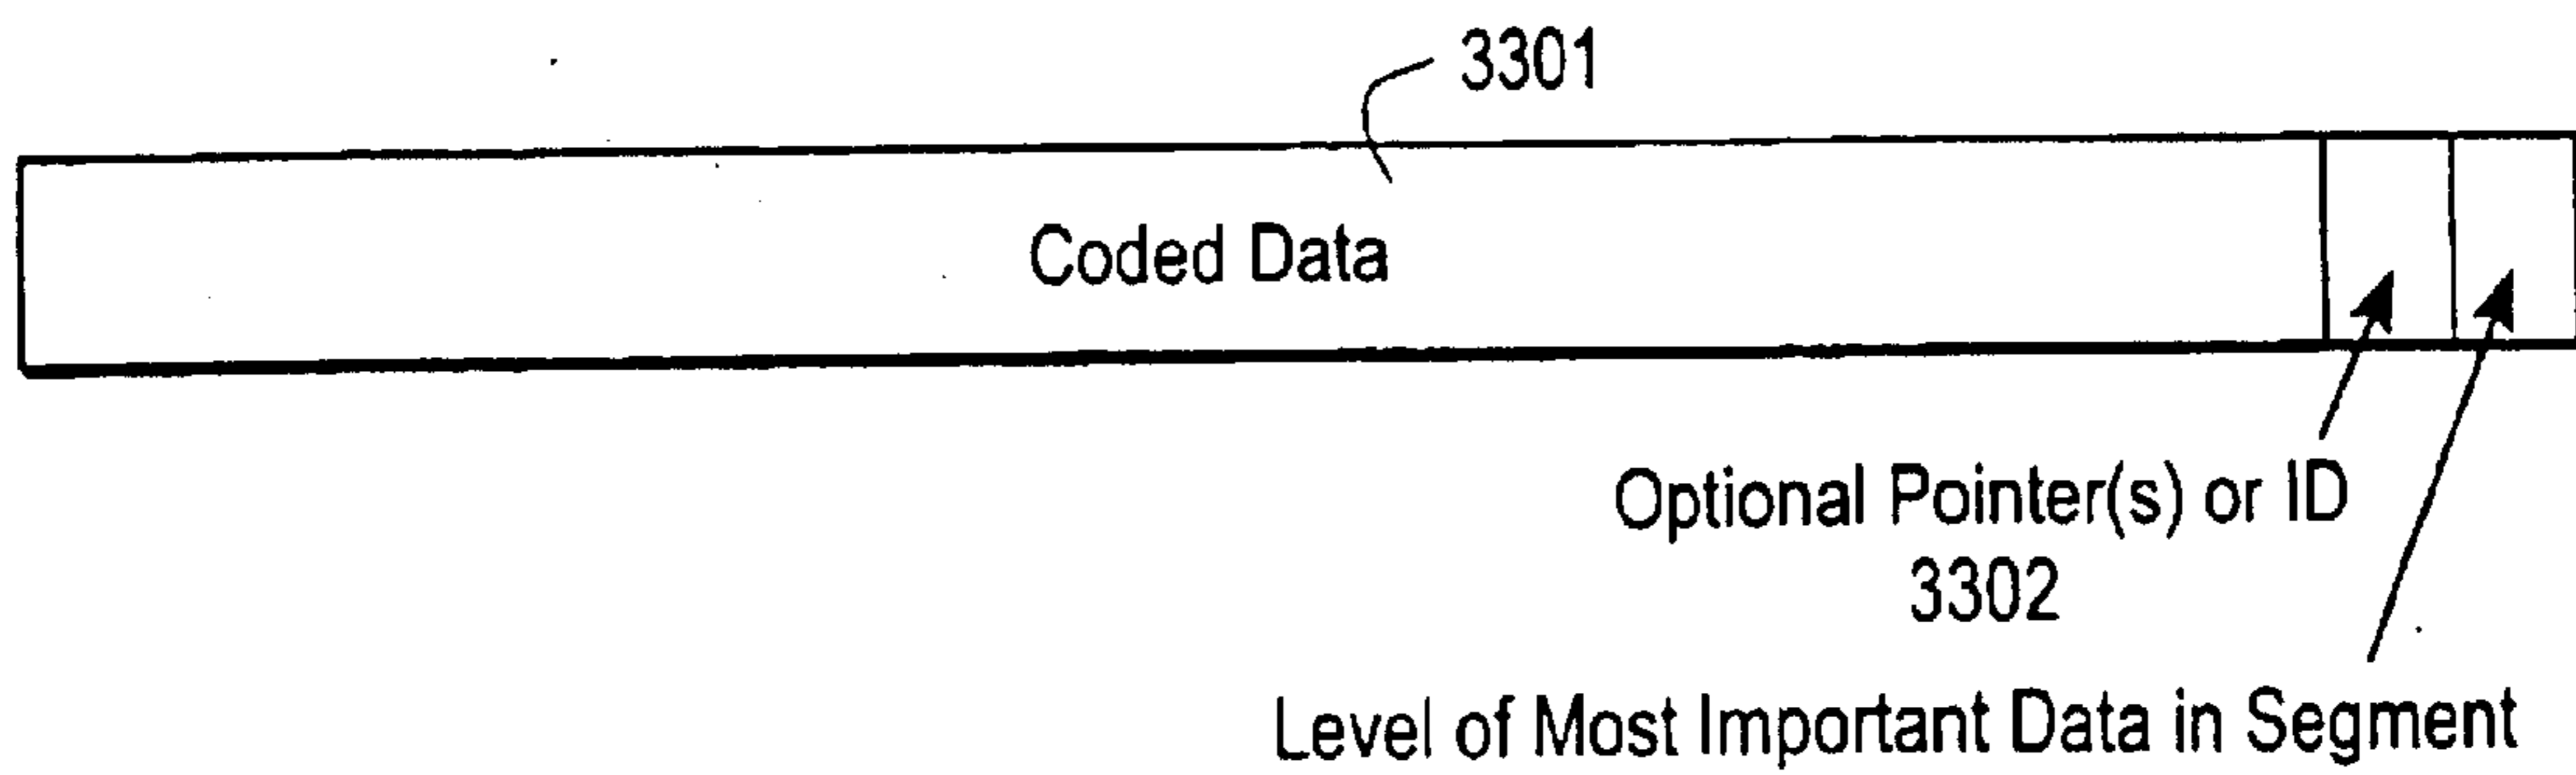 3301
Coded Data
Optional Pointer(s) or ID
3302
Level of Most Important Data in Segment